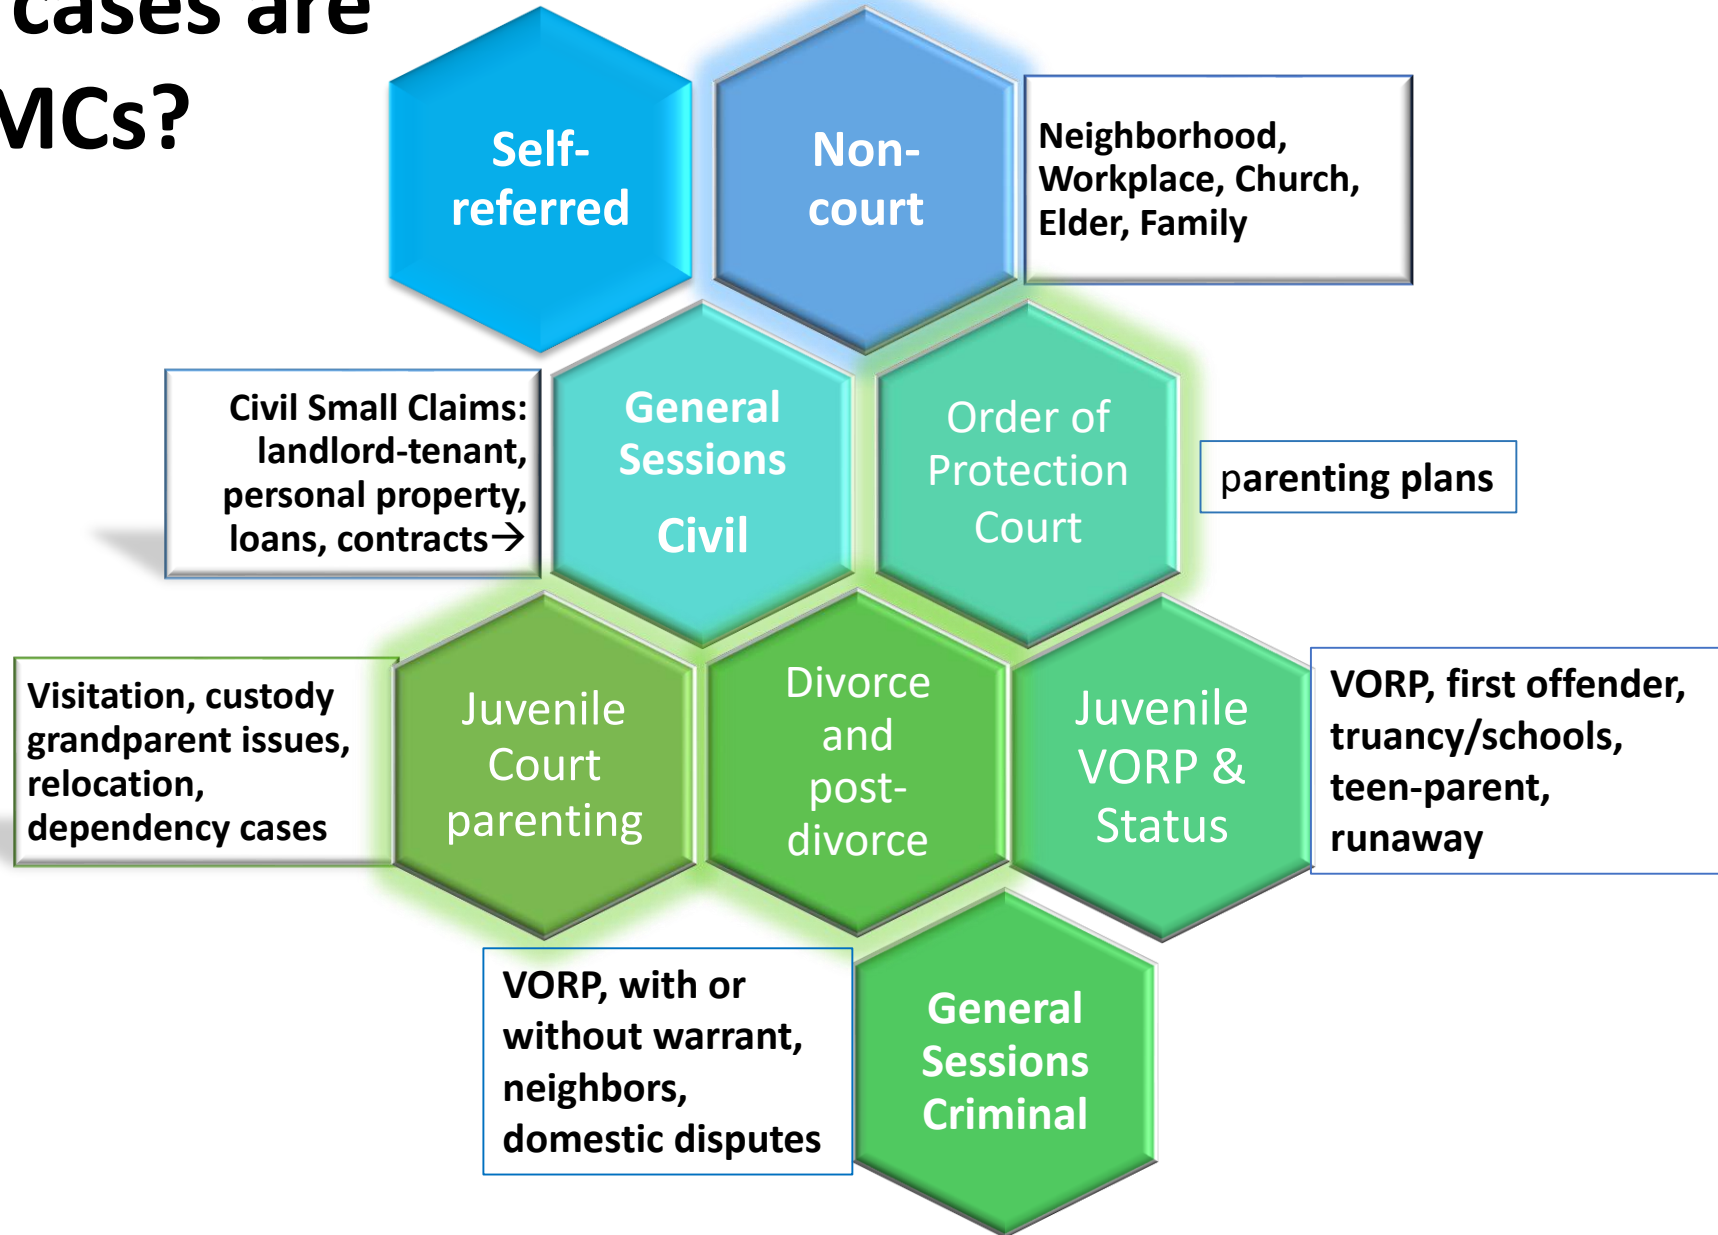 cases are
MCs?
Self-
referred
Non-
court
Neighborhood,
Workplace, Church,
Elder, Family
Civil Small Claims:
landlord-tenant,
personal property,
loans, contracts→
General
Sessions
Civil
Order of
Protection
Court
parenting plans
Visitation, custody
grandparent issues,
relocation,
dependency cases
Juvenile
Court
parenting
Divorce
and
post-
divorce
Juvenile
VORP &
Status
VORP, first offender,
truancy/schools,
teen-parent,
runaway
VORP, with or
without warrant,
neighbors,
domestic disputes
General
Sessions
Criminal